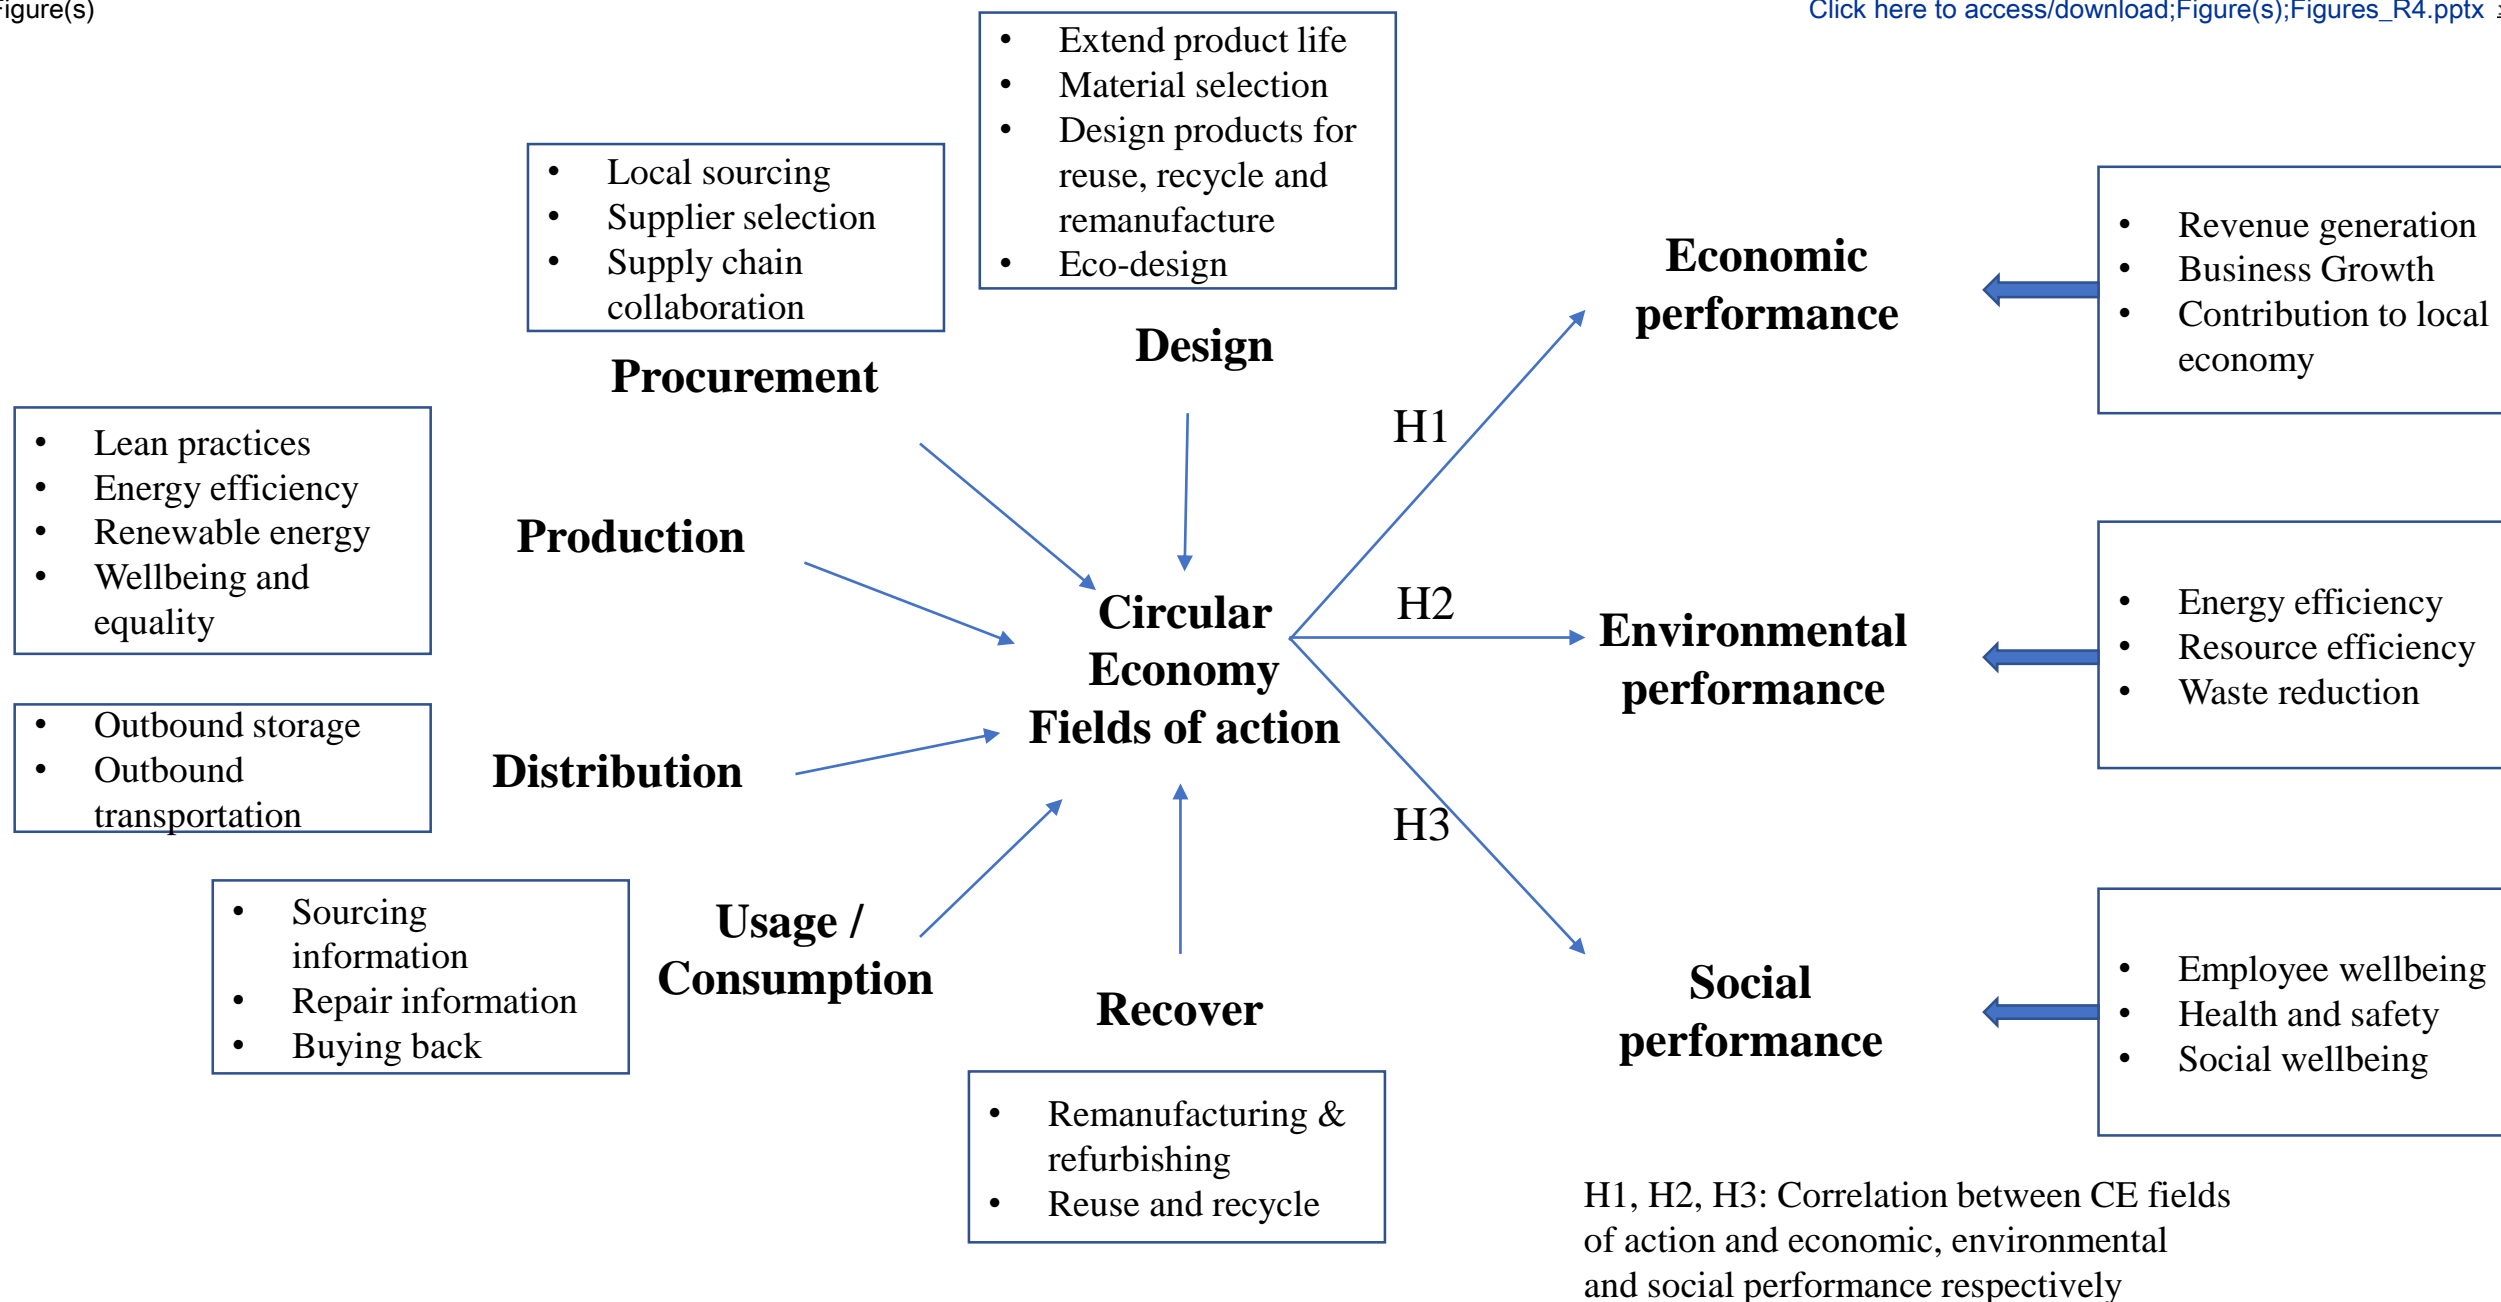 Figure(s)
Click here to access/download;Figure(s);Figures_R4.pptx
• Extend product life
• Material selection
• Design products for
reuse, recycle and
remanufacture
• Eco-design
Design
• Local sourcing
• Supplier selection
• Supply chain
collaboration
Procurement
• Lean practices
• Energy efficiency
• Renewable energy
• Wellbeing and
equality
Production
• Outbound storage
• Outbound
transportation
Distribution
• Sourcing
information
• Repair information
• Buying back
Usage /
Consumption
Recover
• Remanufacturing &
refurbishing
• Reuse and recycle
Circular
Economy
Fields of action
H1
H2
H3
Economic
performance
• Revenue generation
• Business Growth
• Contribution to local
economy
Environmental
performance
• Energy efficiency
• Resource efficiency
• Waste reduction
Social
performance
• Employee wellbeing
• Health and safety
• Social wellbeing
H1, H2, H3: Correlation between CE fields
of action and economic, environmental
and social performance respectively